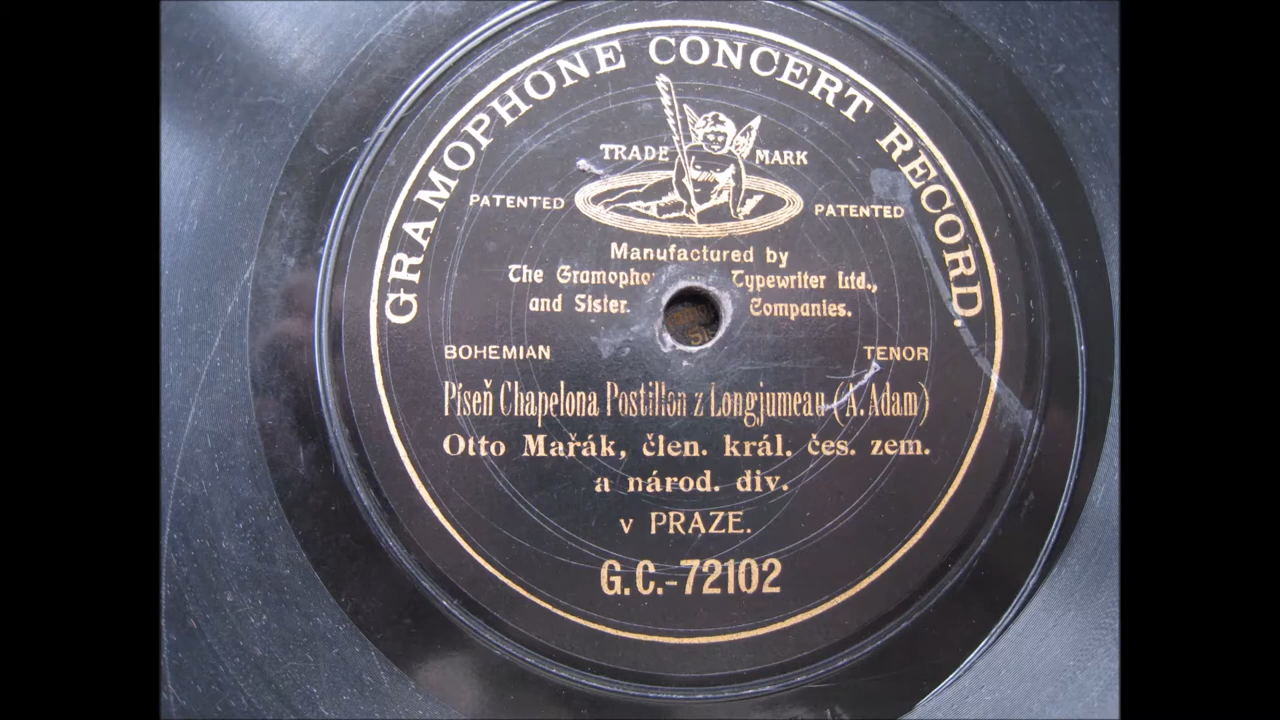 GRAMOPHONE CONCERT RECORD.
TRADE MARK
PATENTED PATENTED
Manufactured by
The Typewriter Ltd.,
and Sister. Companies.
BOHEMIAN TENOR
Píseň Chapelona Postillon z Longjumeau (A. Adam)
Otto Mařák, člen. král. čes. zem.
a národ. div.
v PRAZE.
G.C.-72102